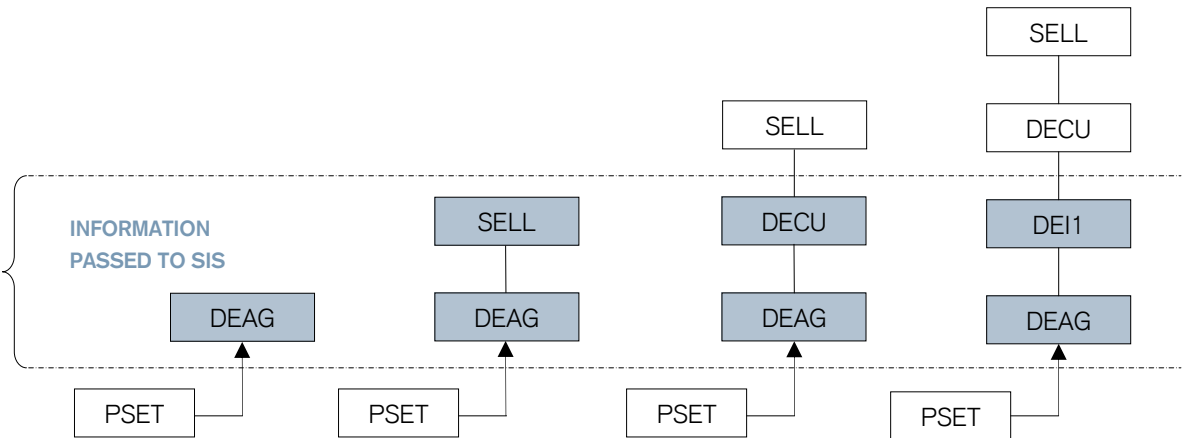 SELL
SELL
DECU
INFORMATION
PASSED TO SIS
SELL
DECU
DEI1
DEAG
DEAG
DEAG
DEAG
PSET
PSET
PSET
PSET